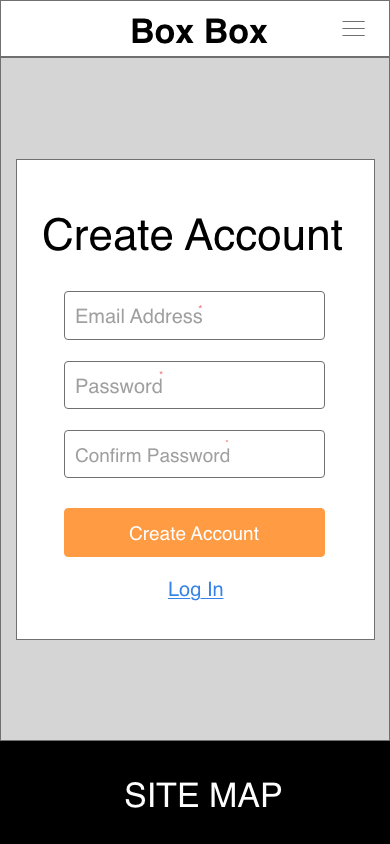 Box Box
Create Account
Email Address*
Password*
Confirm Password*
Create Account
Log In
SITE MAP